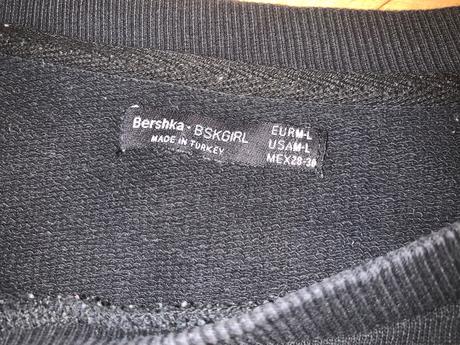 Bershka - BSKGIRL
MADE IN TURKEY
EUR M-L
USA M-L
MEX 28-30